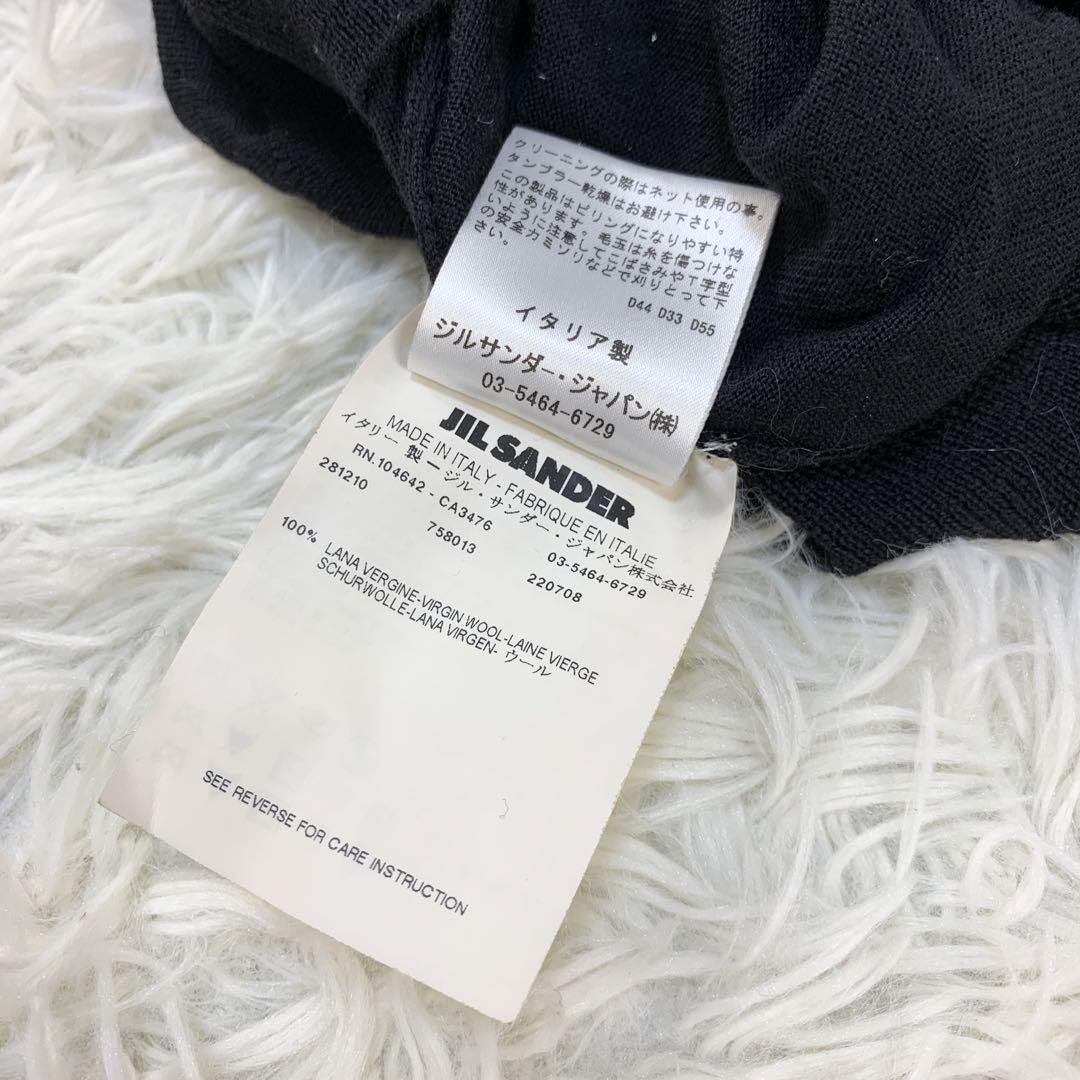 クリーニングの際はネット使用の事。
タンブラー乾燥はお避け下さい。
この製品はピリングになりやすい特
性があります。毛玉は糸を傷つけな
いように注意してこばさみやT字型
の安全カミソリなどで刈りとって下
さい。
D44 D33 D55
イタリア製
ジルサンダー・ジャパン(株)
03-5464-6729
JIL SANDER
MADE IN ITALY - FABRIQUE EN ITALIE
イタリー製ージル・サンダー・ジャパン株式会社
RN.104642 - CA3476 03-5464-6729
281210 758013 220708
100% LANA VERGINE-VIRGIN WOOL-LAINE VIERGE
SCHURWOLLE-LANA VIRGEN- ウール
SEE REVERSE FOR CARE INSTRUCTION